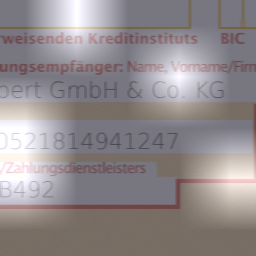 rweisenden Kreditinstituts BIC
ungsempfänger: Name, Vorname/Firm
bert GmbH & Co. KG
0521814941247
/Zahlungsdienstleisters
B492